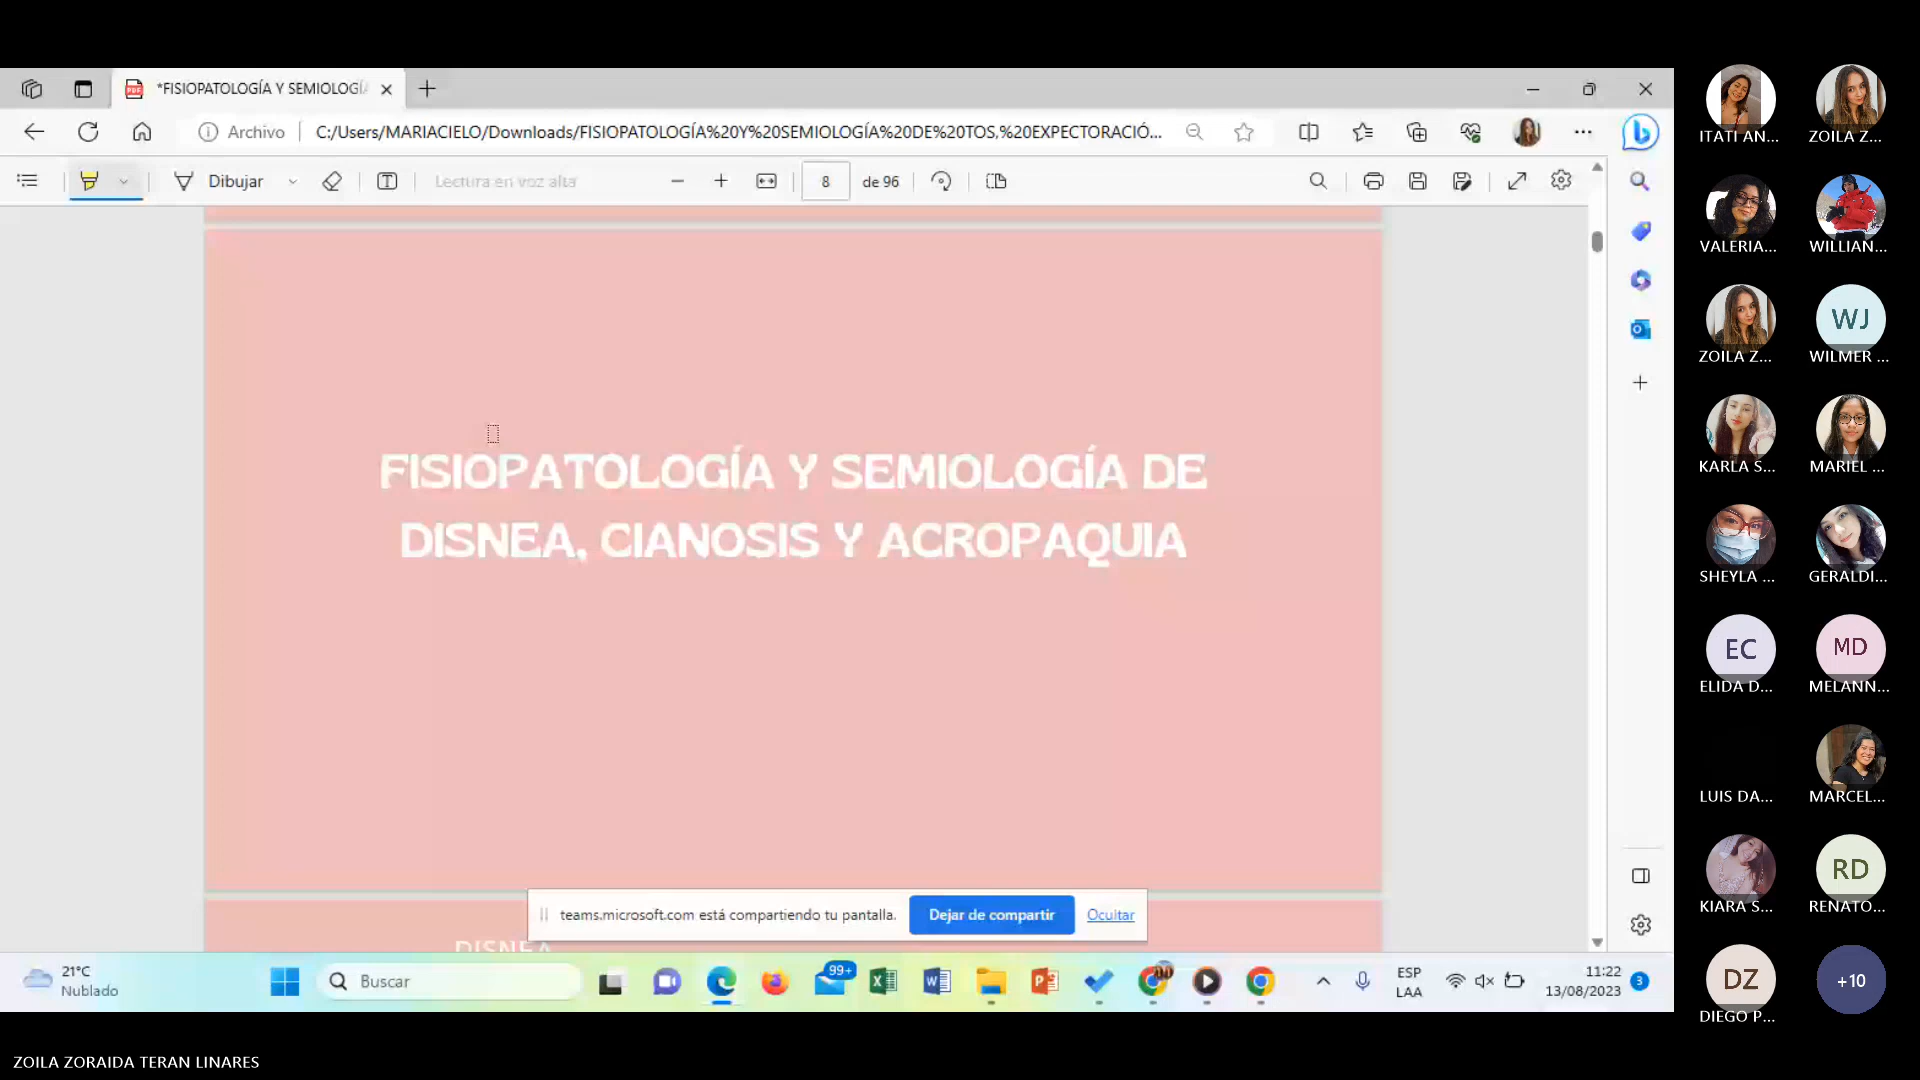 *FISIOPATOLOGÍA Y SEMIOLOGÍA
Archivo
C:/Users/MARIACIELO/Downloads/FISIOPATOLOGÍA%20Y%20SEMIOLOGÍA%20DE%20TOS,%20EXPECTORACIÓ...
Dibujar
Lectura en voz alta
8
de 96
FISIOPATOLOGÍA Y SEMIOLOGÍA DE
DISNEA, CIANOSIS Y ACROPAQUIA
DISNEA
teams.microsoft.com está compartiendo tu pantalla.
Dejar de compartir
Ocultar
21°C
Nublado
Buscar
99+
ESP
LAA
11:22
13/08/2023
3
ITATI AN...
ZOILA Z...
VALERIA...
WILLIAN...
ZOILA Z...
WJ
WILMER ...
KARLA S...
MARIEL ...
SHEYLA ...
GERALDI...
EC
ELIDA D...
MD
MELANN...
LUIS DA...
MARCEL...
KIARA S...
RD
RENATO...
DZ
DIEGO P...
+10
ZOILA ZORAIDA TERAN LINARES